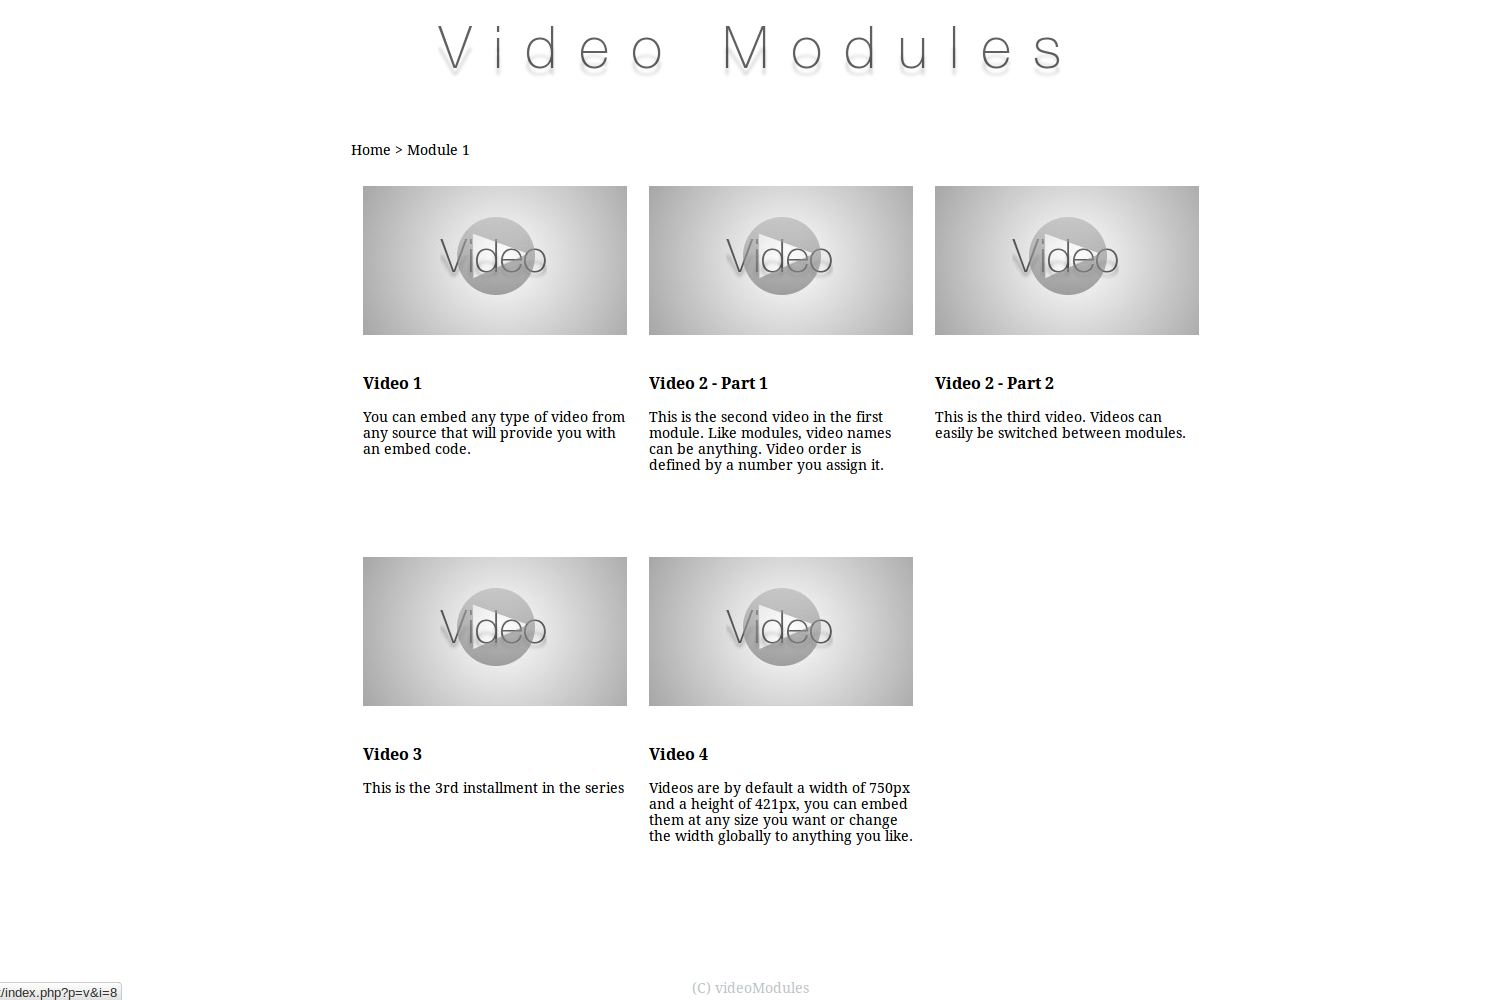 Video Modules
Home > Module 1
Video
Video
Video
Video 1
You can embed any type of video from
any source that will provide you with
an embed code.
Video 2 - Part 1
This is the second video in the first
module. Like modules, video names
can be anything. Video order is
defined by a number you assign it.
Video 2 - Part 2
This is the third video. Videos can
easily be switched between modules.
Video
Video
Video 3
This is the 3rd installment in the series
Video 4
Videos are by default a width of 750px
and a height of 421px, you can embed
them at any size you want or change
the width globally to anything you like.
(C) videoModules
/index.php?p=v&i=8